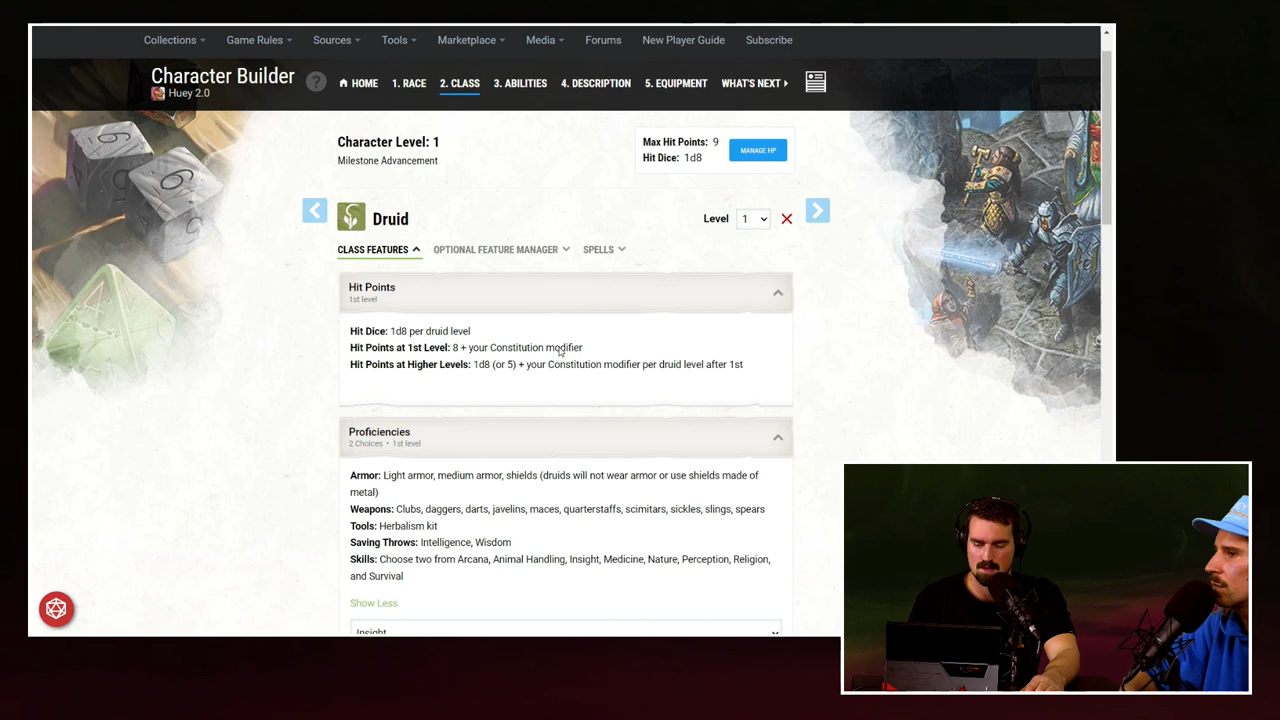 Collections Game Rules Sources Tools Marketplace Media Forums New Player Guide Subscribe
Character Builder
Huey 2.0
? HOME 1. RACE 2. CLASS 3. ABILITIES 4. DESCRIPTION 5. EQUIPMENT WHAT'S NEXT
Character Level: 1
Milestone Advancement
Max Hit Points: 9
Hit Dice: 1d8
MANAGE HP
Druid
Level 1
CLASS FEATURES OPTIONAL FEATURE MANAGER SPELLS
Hit Points
1st level
Hit Dice: 1d8 per druid level
Hit Points at 1st Level: 8 + your Constitution modifier
Hit Points at Higher Levels: 1d8 (or 5) + your Constitution modifier per druid level after 1st
Proficiencies
2 Choices • 1st level
Armor: Light armor, medium armor, shields (druids will not wear armor or use shields made of
metal)
Weapons: Clubs, daggers, darts, javelins, maces, quarterstaffs, scimitars, sickles, slings, spears
Tools: Herbalism kit
Saving Throws: Intelligence, Wisdom
Skills: Choose two from Arcana, Animal Handling, Insight, Medicine, Nature, Perception, Religion,
and Survival
Show Less
Insight